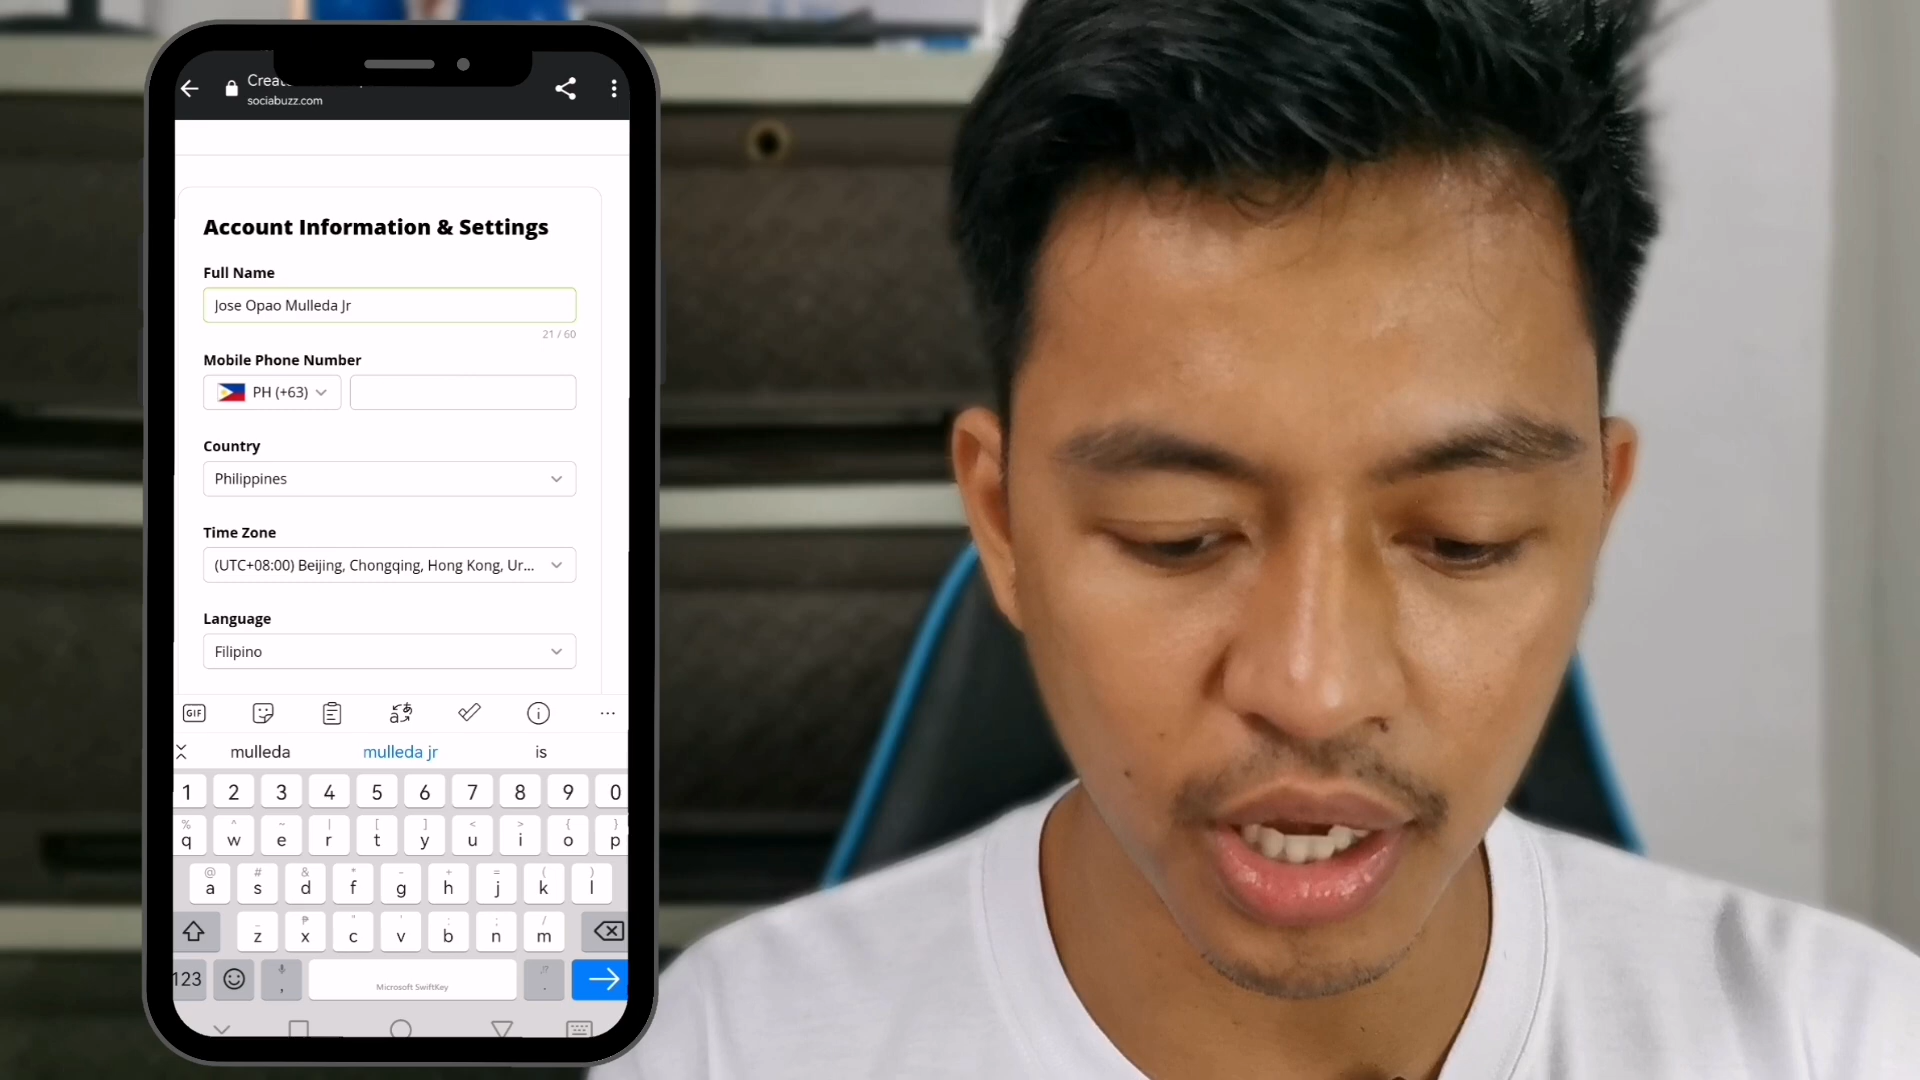 Creat
sociabuzz.com
Account Information & Settings
Full Name
Jose Opao Mulleda Jr
21 / 60
Mobile Phone Number
PH (+63)
Country
Philippines
Time Zone
(UTC+08:00) Beijing, Chongqing, Hong Kong, Ur...
Language
Filipino
GIF
mulleda mulleda jr is
1 2 3 4 5 6 7 8 9 0
% ^ ~ | [ ] < > { }
q w e r t y u i o p
@ # & * - + = ( )
a s d f g h j k l
_ ₱ " ' : ; /
z x c v b n m
123 , Microsoft SwiftKey .